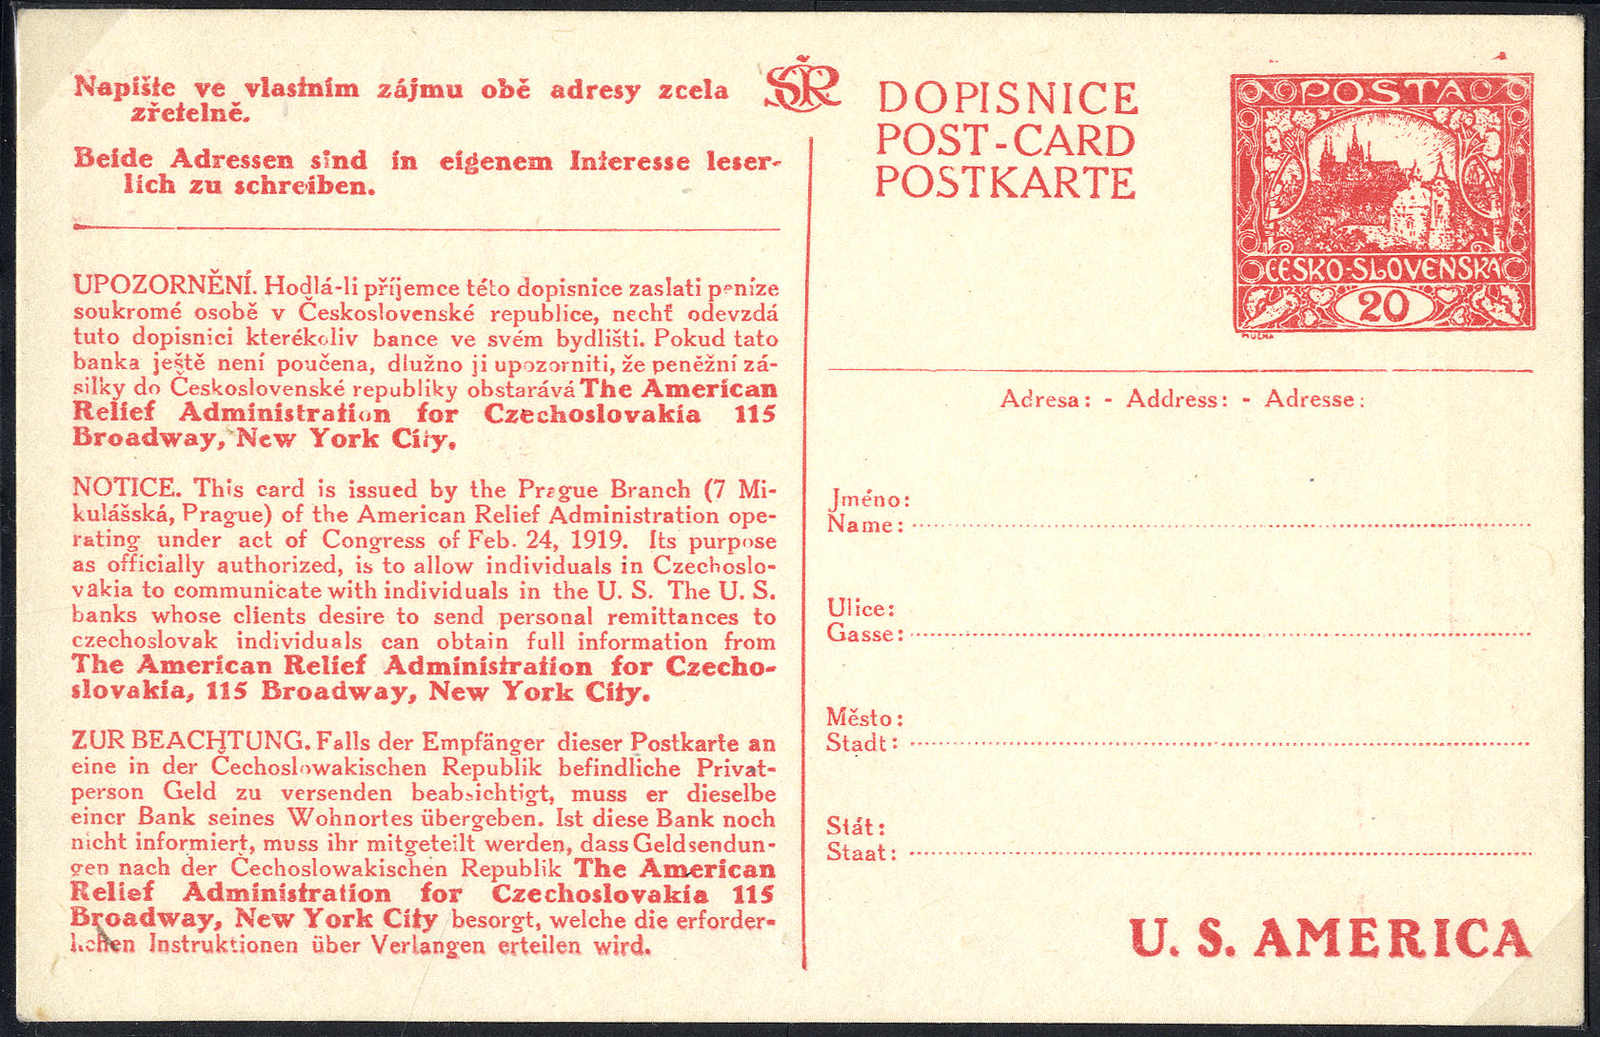 Napište ve vlastním zájmu obě adresy zcela
zřetelně.
Beide Adressen sind in eigenem Interesse leser-
lich zu schreiben.
UPOZORNĚNÍ. Hodlá-li příjemce této dopisnice zaslati peníze
soukromé osobě v Československé republice, nechť odevzdá
tuto dopisnici kterékoliv bance ve svém bydlišti. Pokud tato
banka ještě není poučena, dlužno ji upozorniti, že peněžní zá-
silky do Československé republiky obstarává The American
Relief Administration for Czechoslovakia 115
Broadway, New York City.
NOTICE. This card is issued by the Prague Branch (7 Mi-
kulášská, Prague) of the American Relief Administration ope-
rating under act of Congress of Feb. 24, 1919. Its purpose
as officially authorized, is to allow individuals in Czechoslo-
vakia to communicate with individuals in the U. S. The U. S.
banks whose clients desire to send personal remittances to
czechoslovak individuals can obtain full information from
The American Relief Administration for Czecho-
slovakia, 115 Broadway, New York City.
ZUR BEACHTUNG. Falls der Empfänger dieser Postkarte an
eine in der Čechoslowakischen Republik befindliche Privat-
person Geld zu versenden beabsichtigt, muss er dieselbe
einer Bank seines Wohnortes übergeben. Ist diese Bank noch
nicht informiert, muss ihr mitgeteilt werden, dass Geldsendun-
gen nach der Čechoslowakischen Republik The American
Relief Administration for Czechoslovakia 115
Broadway, New York City besorgt, welche die erforder-
lichen Instruktionen über Verlangen erteilen wird.
ČSR
DOPISNICE
POST-CARD
POSTKARTE
POSTA
ČESKO-SLOVENSKÁ
20
MUCHA
Adresa: - Address: - Adresse:
Jméno:
Name:
Ulice:
Gasse:
Město:
Stadt:
Stát:
Staat:
U. S. AMERICA